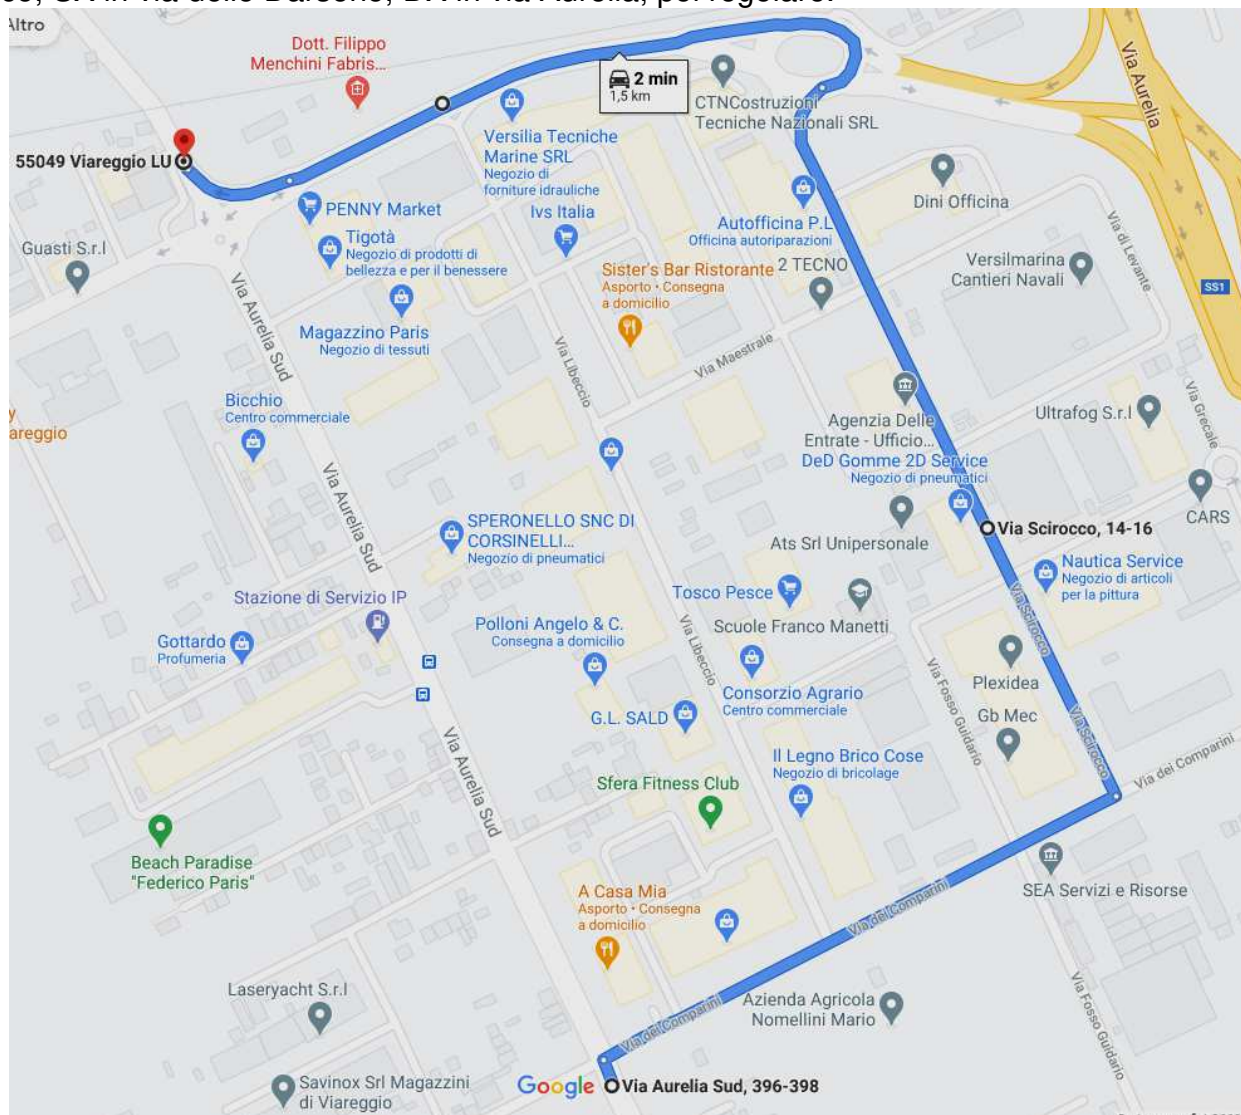 Altro
Dott. Filippo
Menchini Fabris...
2 min
1,5 km
CTNCostruzioni
Tecniche Nazionali SRL
Via Aurelia
55049 Viareggio LU
Versilia Tecniche
Marine SRL
Negozio di
forniture idrauliche
Dini Officina
PENNY Market
Ivs Italia
Autofficina P.L
Officina autoriparazioni
Via di Levante
Guasti S.r.l
Tigotà
Negozio di prodotti di
bellezza e per il benessere
Sister's Bar Ristorante
Asporto • Consegna
a domicilio
2 TECNO
Versilmarina
Cantieri Navali
SS1
Via Aurelia Sud
Magazzino Paris
Negozio di tessuti
Via Libeccio
Via Maestrale
Bicchio
Centro commerciale
Agenzia Delle
Entrate - Ufficio...
Ultrafog S.r.l
Via Grecale
y
areggio
DeD Gomme 2D Service
Negozio di pneumatici
Via Aurelia Sud
SPERONELLO SNC DI
CORSINELLI...
Negozio di pneumatici
Ats Srl Unipersonale
Via Scirocco, 14-16
CARS
Nautica Service
Negozio di articoli
per la pittura
Stazione di Servizio IP
Tosco Pesce
Scuole Franco Manetti
Via Scirocco
Gottardo
Profumeria
Polloni Angelo & C.
Consegna a domicilio
Via Libeccio
Plexidea
Consorzio Agrario
Centro commerciale
Via Fosso Guidario
G.L. SALD
Gb Mec
Via Scirocco
Via dei Comparini
Via Aurelia Sud
Il Legno Brico Cose
Negozio di bricolage
Sfera Fitness Club
Beach Paradise
"Federico Paris"
A Casa Mia
Asporto • Consegna
a domicilio
SEA Servizi e Risorse
Via dei Comparini
Laseryacht S.r.l
Azienda Agricola
Nomellini Mario
Via dei Comparini
Via Fosso Guidario
Savinox Srl Magazzini
di Viareggio
Google
Via Aurelia Sud, 396-398